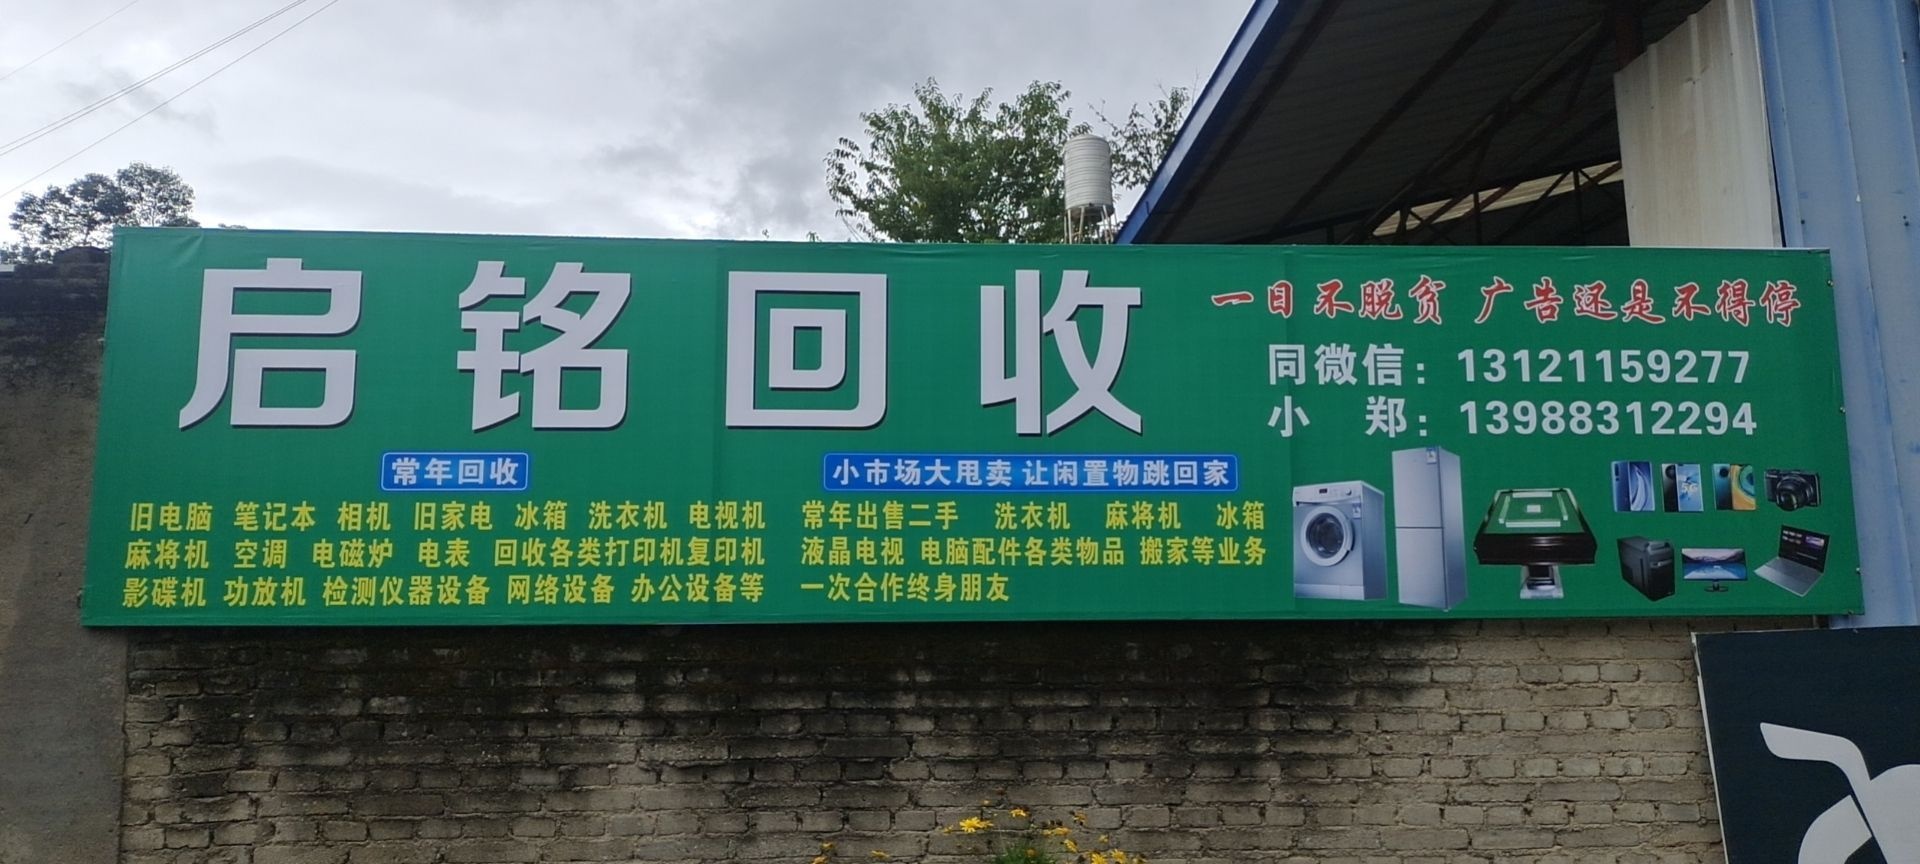 启铭回收
一日不脱贫 广告还是不得停
同微信：13121159277
小 郑：13988312294
常年回收
旧电脑 笔记本 相机 旧家电 冰箱 洗衣机 电视机
麻将机 空调 电磁炉 电表 回收各类打印机复印机
影碟机 功放机 检测仪器设备 网络设备 办公设备等
小市场大甩卖 让闲置物跳回家
常年出售二手 洗衣机 麻将机 冰箱
液晶电视 电脑配件各类物品 搬家等业务
一次合作终身朋友
5G